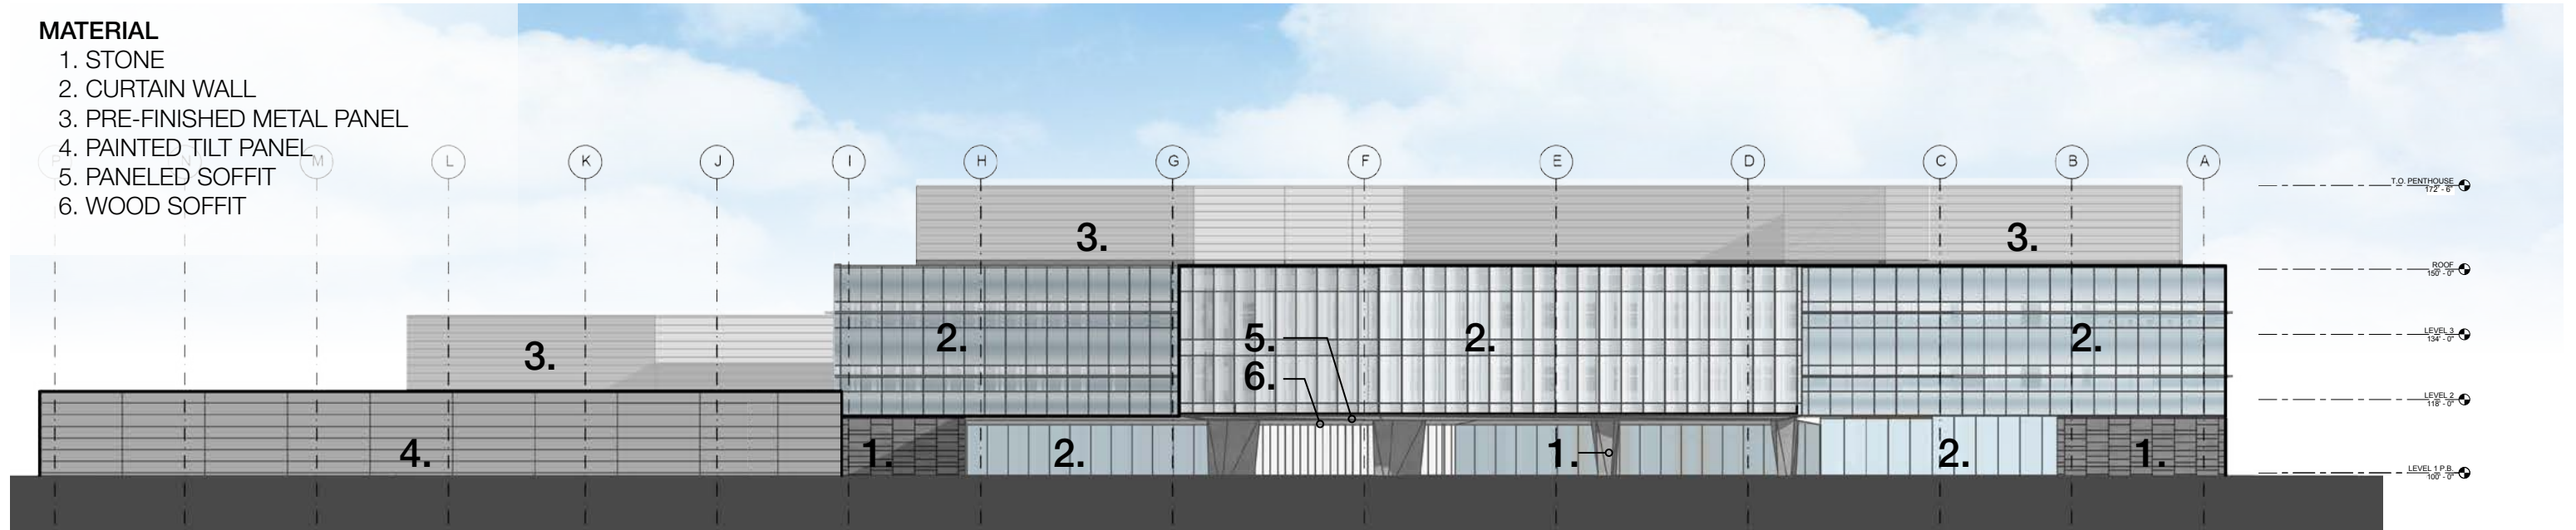 MATERIAL
1. STONE
2. CURTAIN WALL
3. PRE-FINISHED METAL PANEL
4. PAINTED TILT PANEL
5. PANELED SOFFIT
6. WOOD SOFFIT
P N M L K J I H G F E D C B A
T.O. PENTHOUSE
172' - 6"
3. 3.
ROOF
150' - 0"
LEVEL 3
134' - 0"
3. 2. 5. 2. 2.
6.
LEVEL 2
118' - 0"
4. 1. 2. 1. 2. 1.
LEVEL 1 P.B.
100' - 0"